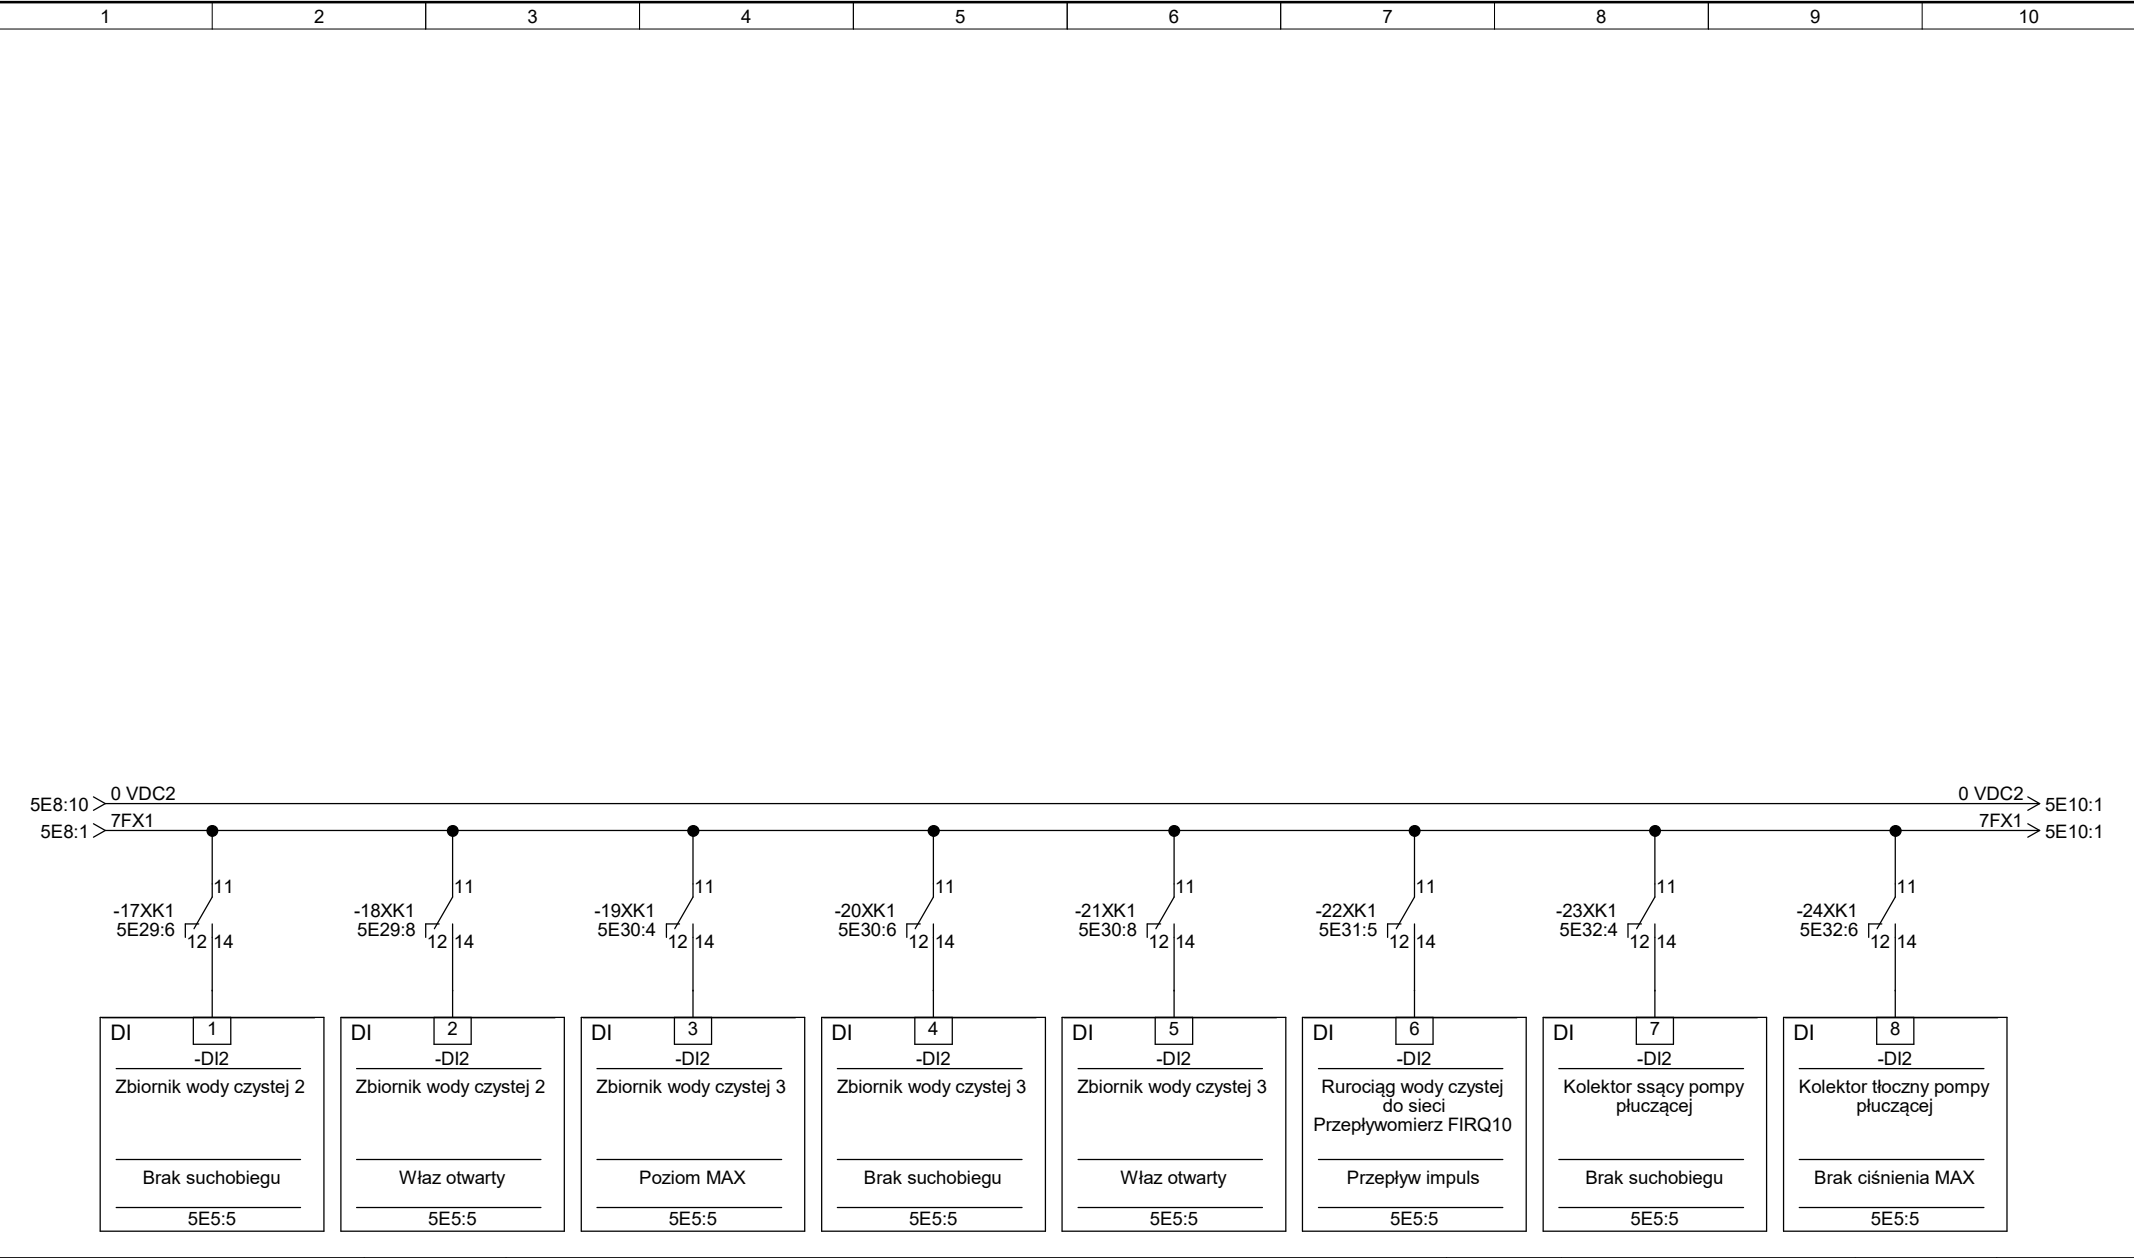 1 2 3 4 5 6 7 8 9 10
5E8:10 0 VDC2 0 VDC2 5E10:1
5E8:1 7FX1 7FX1 5E10:1
11 11 11 11 11 11 11 11
-17XK1 -18XK1 -19XK1 -20XK1 -21XK1 -22XK1 -23XK1 -24XK1
5E29:6 5E29:8 5E30:4 5E30:6 5E30:8 5E31:5 5E32:4 5E32:6
12 14 12 14 12 14 12 14 12 14 12 14 12 14 12 14
DI 1
-DI2
Zbiornik wody czystej 2
Brak suchobiegu
5E5:5
DI 2
-DI2
Zbiornik wody czystej 2
Właz otwarty
5E5:5
DI 3
-DI2
Zbiornik wody czystej 3
Poziom MAX
5E5:5
DI 4
-DI2
Zbiornik wody czystej 3
Brak suchobiegu
5E5:5
DI 5
-DI2
Zbiornik wody czystej 3
Właz otwarty
5E5:5
DI 6
-DI2
Rurociąg wody czystej
do sieci
Przepływomierz FIRQ10
Przepływ impuls
5E5:5
DI 7
-DI2
Kolektor ssący pompy
płuczącej
Brak suchobiegu
5E5:5
DI 8
-DI2
Kolektor tłoczny pompy
płuczącej
Brak ciśnienia MAX
5E5:5